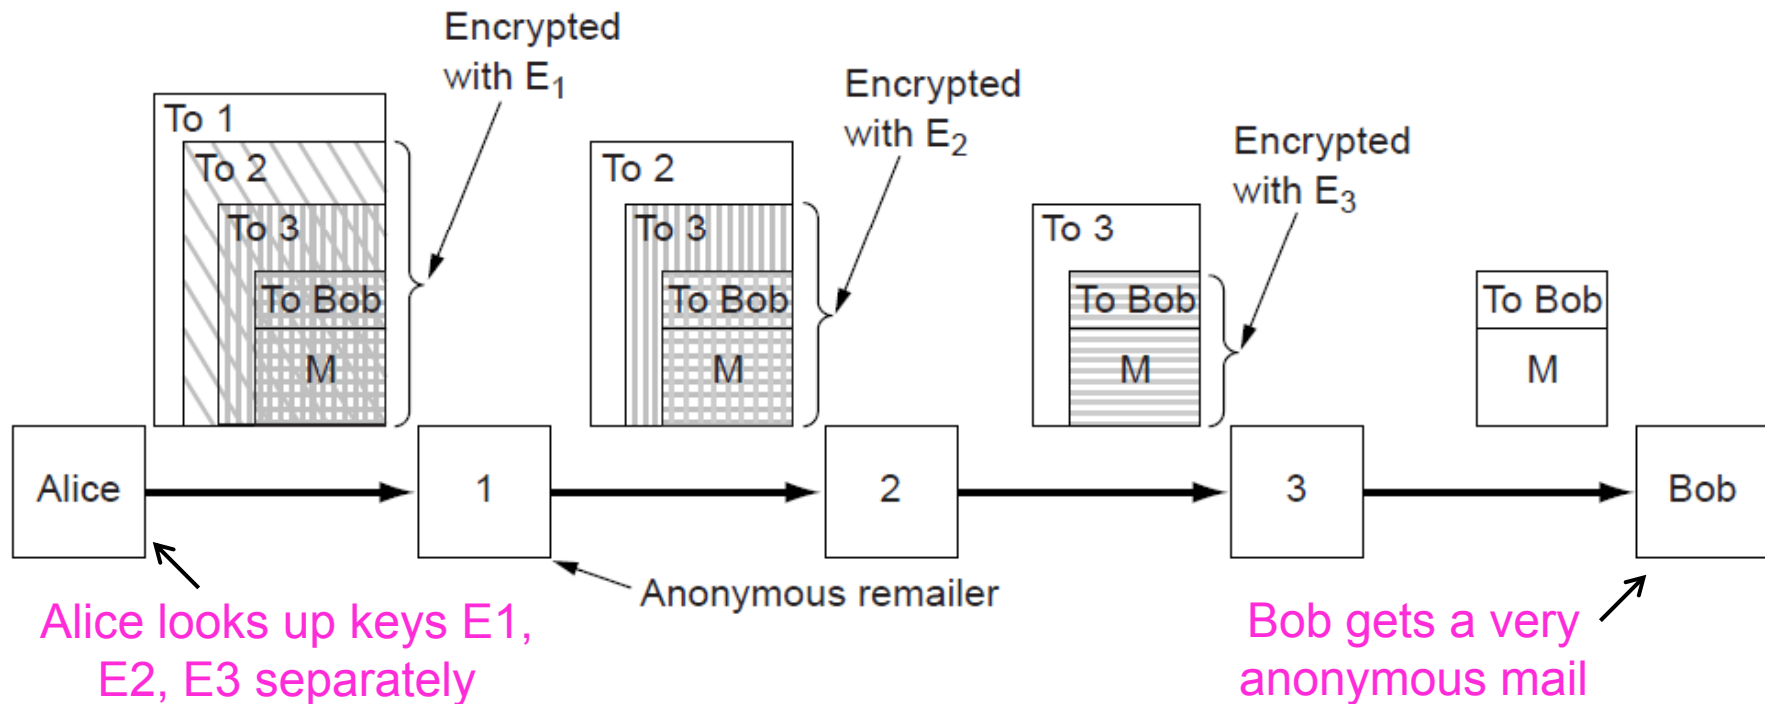 Encrypted
with E₁
Encrypted
with E₂
Encrypted
with E₃
To 1
To 2
To 3
To Bob
M
To 2
To 3
To Bob
M
To 3
To Bob
M
To Bob
M
Alice
1
2
3
Bob
Anonymous remailer
Alice looks up keys E1,
E2, E3 separately
Bob gets a very
anonymous mail